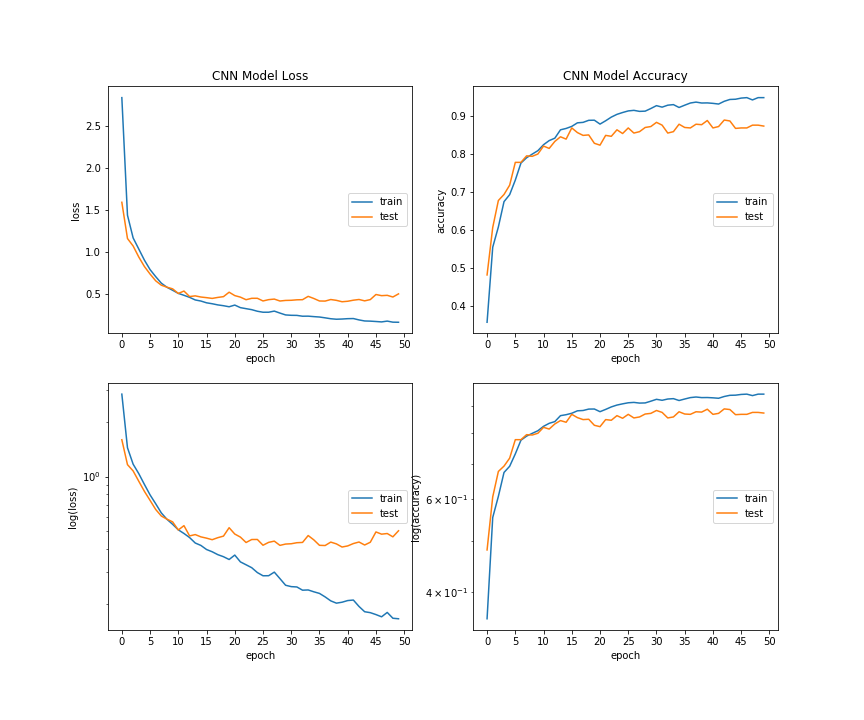 CNN Model Loss
loss
2.5
2.0
1.5
1.0
0.5
train
test
0 5 10 15 20 25 30 35 40 45 50
epoch
CNN Model Accuracy
accuracy
0.9
0.8
0.7
0.6
0.5
0.4
train
test
0 5 10 15 20 25 30 35 40 45 50
epoch
log(loss)
10⁰
train
test
0 5 10 15 20 25 30 35 40 45 50
epoch
log(accuracy)
6 × 10⁻¹
4 × 10⁻¹
train
test
0 5 10 15 20 25 30 35 40 45 50
epoch